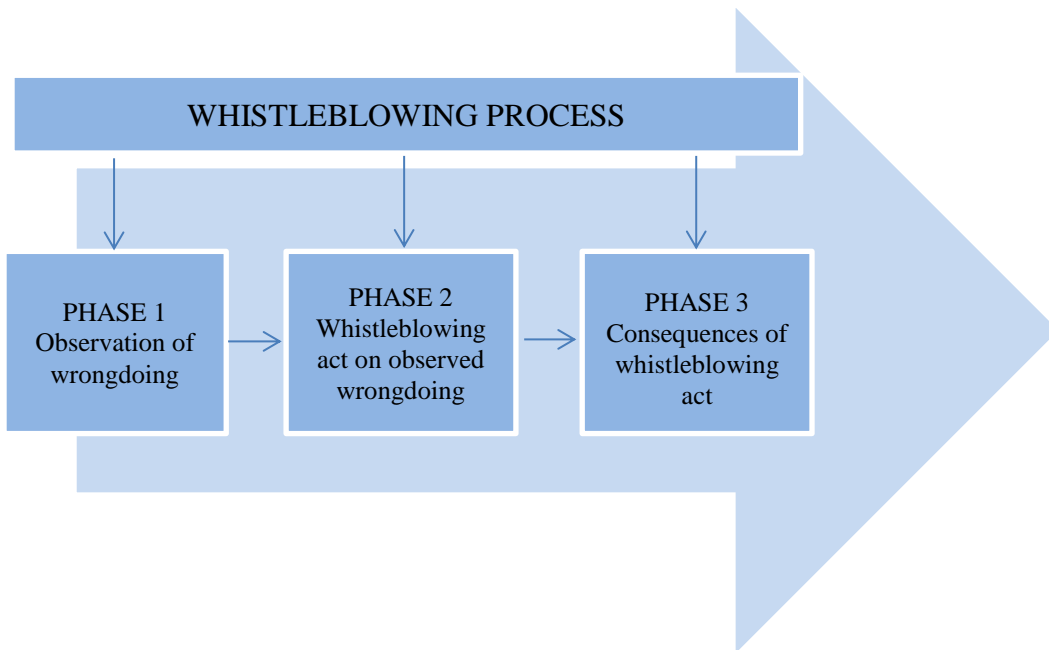 WHISTLEBLOWING PROCESS
PHASE 1
Observation of
wrongdoing
PHASE 2
Whistleblowing
act on observed
wrongdoing
PHASE 3
Consequences of
whistleblowing
act